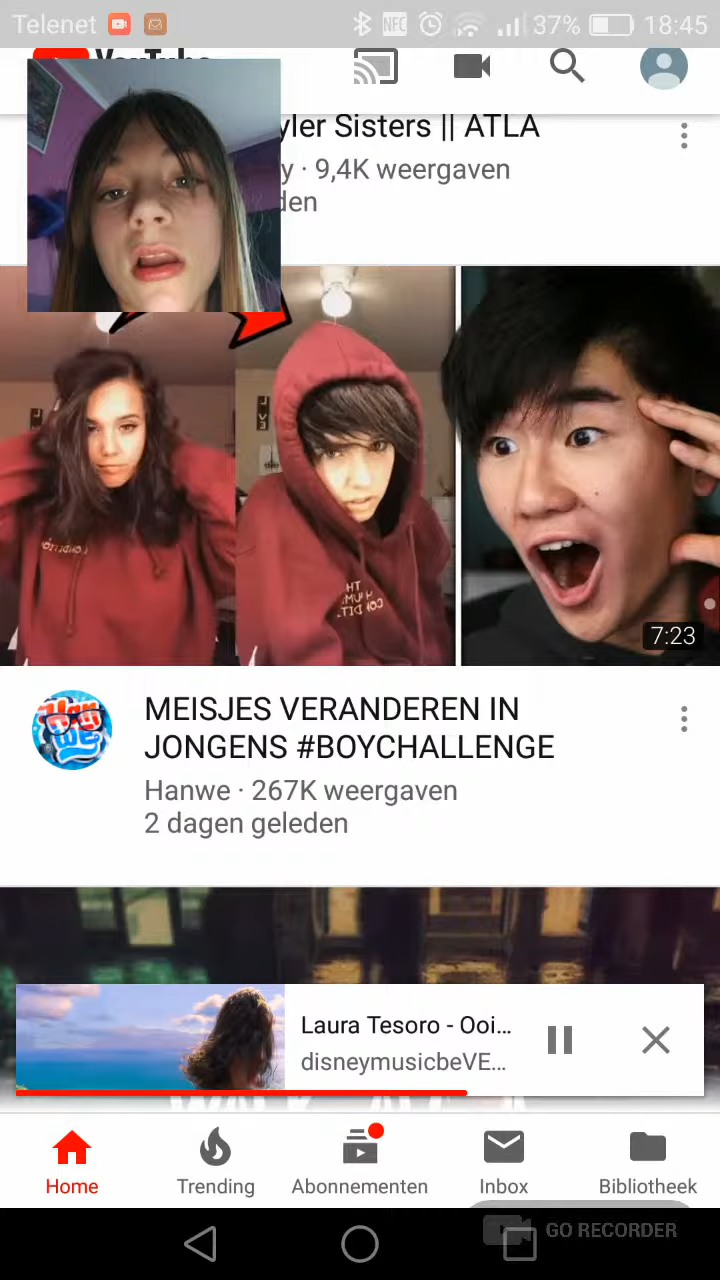 Telenet NFC 37% 18:45
YouTube
yler Sisters || ATLA
y · 9,4K weergaven
den
7:23
MEISJES VERANDEREN IN
JONGENS #BOYCHALLENGE
Hanwe · 267K weergaven
2 dagen geleden
Laura Tesoro - Ooi...
disneymusicbeVE...
Home Trending Abonnementen Inbox Bibliotheek
GO RECORDER